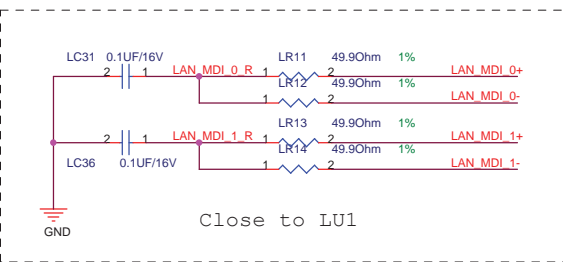 LC31 0.1UF/16V LR11 49.9Ohm 1%
2 1 LAN_MDI_0_R 1 2 LAN_MDI_0+
LR12 49.9Ohm 1%
1 2 LAN_MDI_0-
LR13 49.9Ohm 1%
2 1 LAN_MDI_1_R 1 2 LAN_MDI_1+
LR14 49.9Ohm 1%
LC36 0.1UF/16V 1 2 LAN_MDI_1-
Close to LU1
GND